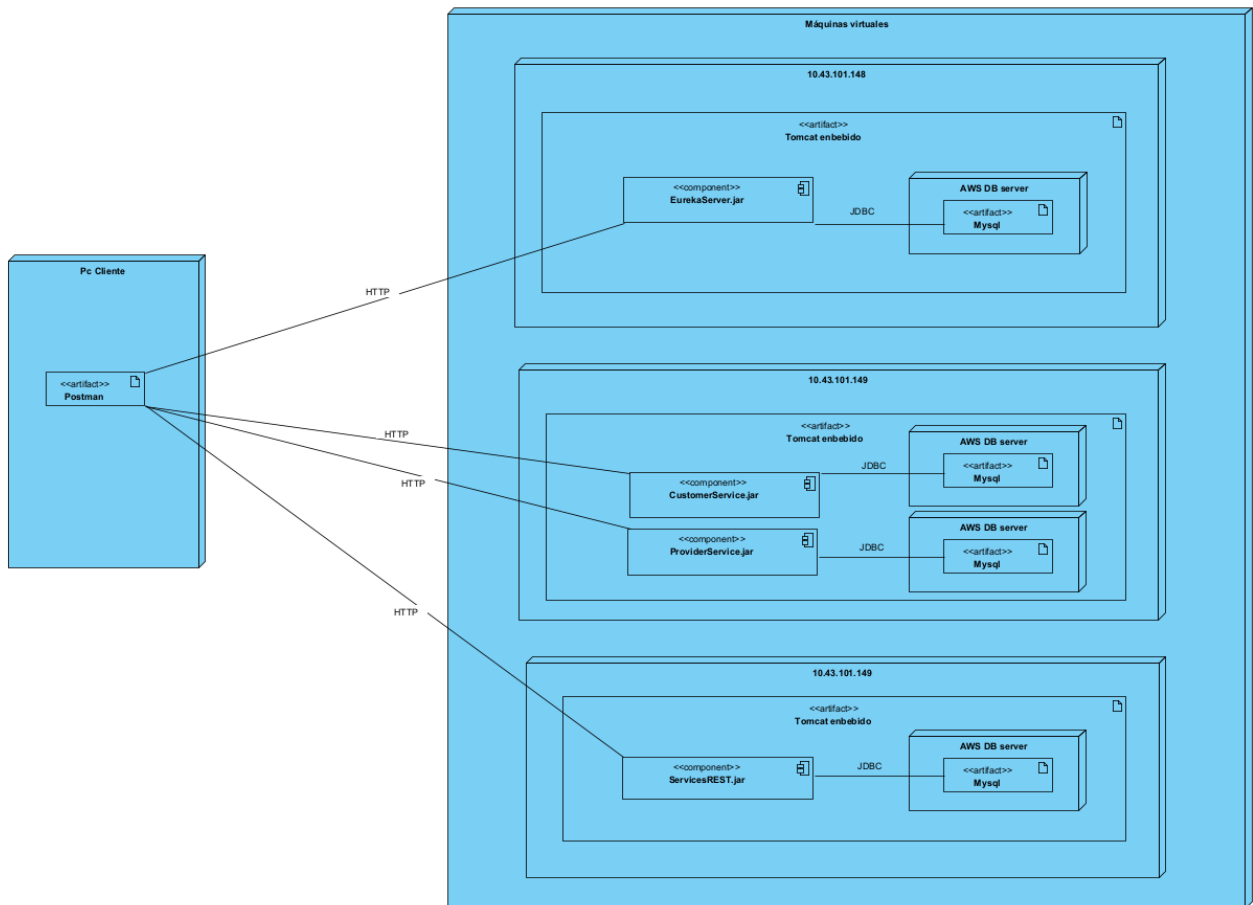 Máquinas virtuales
10.43.101.148
<<artifact>>
Tomcat enbebido
<<component>>
EurekaServer.jar
JDBC
AWS DB server
<<artifact>>
Mysql
Pc Cliente
<<artifact>>
Postman
HTTP
HTTP
HTTP
HTTP
10.43.101.149
<<artifact>>
Tomcat enbebido
<<component>>
CustomerService.jar
JDBC
AWS DB server
<<artifact>>
Mysql
<<component>>
ProviderService.jar
JDBC
AWS DB server
<<artifact>>
Mysql
10.43.101.149
<<artifact>>
Tomcat enbebido
<<component>>
ServicesREST.jar
JDBC
AWS DB server
<<artifact>>
Mysql